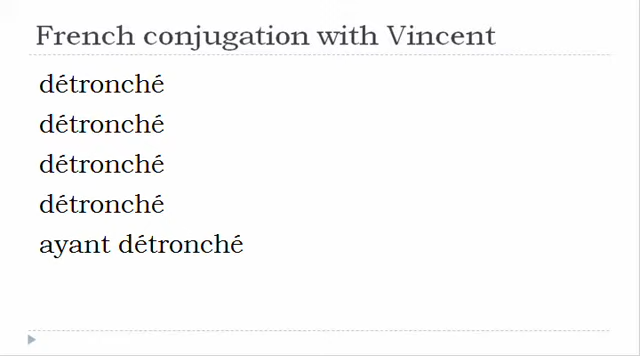 French conjugation with Vincent
détronché
détronché
détronché
détronché
ayant détronché